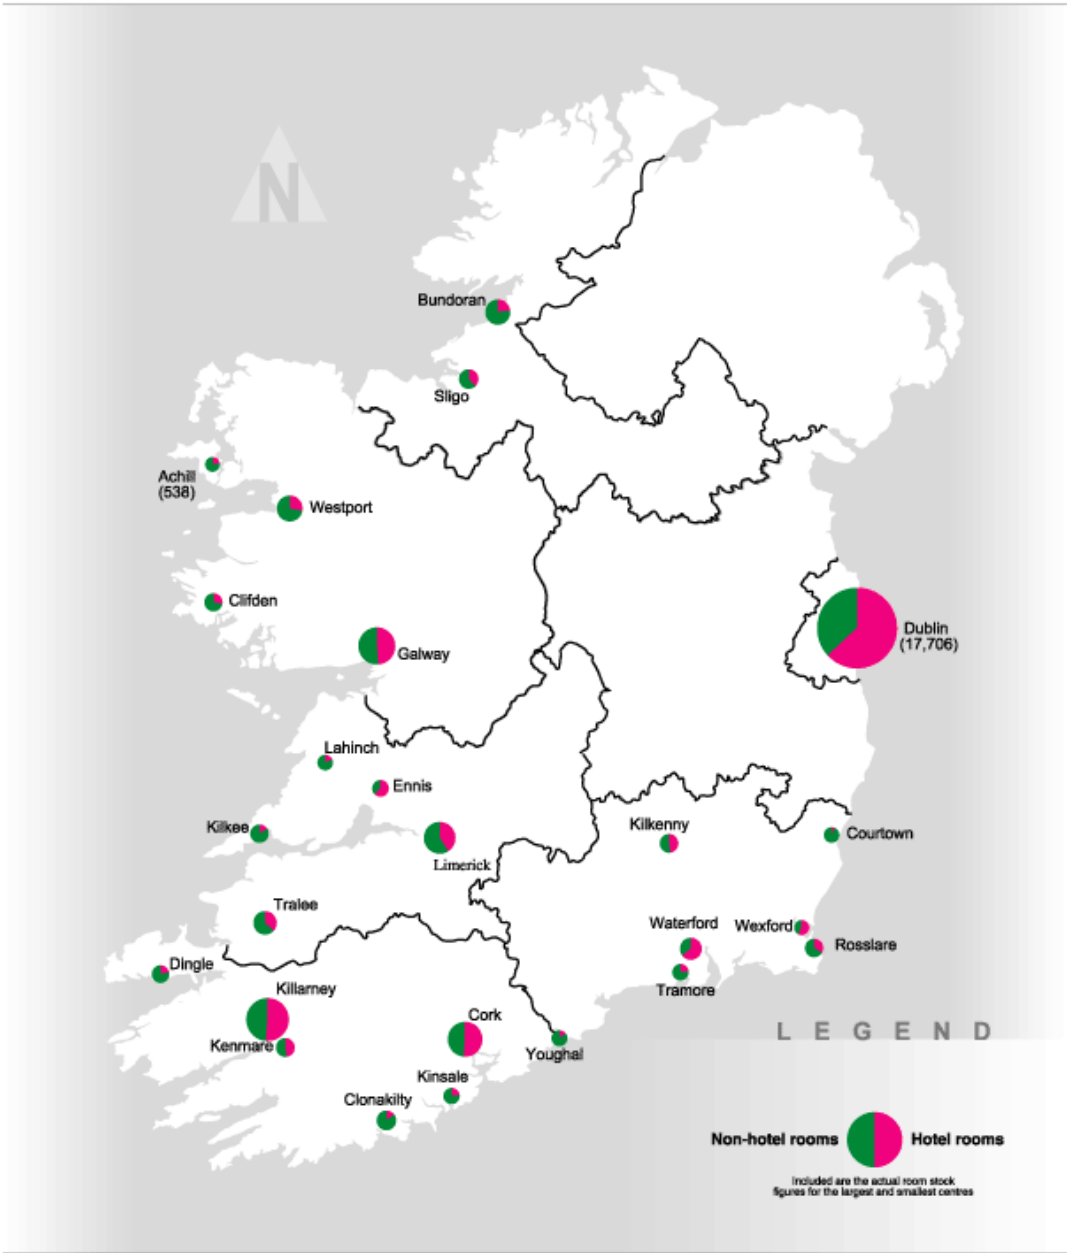 N
Bundoran
Sligo
Achill
(538)
Westport
Clifden
Galway
Dublin
(17,706)
Lahinch
Ennis
Kilkee
Limerick
Kilkenny
Courtown
Tralee
Waterford
Wexford
Rosslare
Dingle
Tramore
Killarney
Kenmare
Cork
Youghal
Kinsale
Clonakilty
LEGEND
Non-hotel rooms
Hotel rooms
Included are the actual room stock
figures for the largest and smallest centres